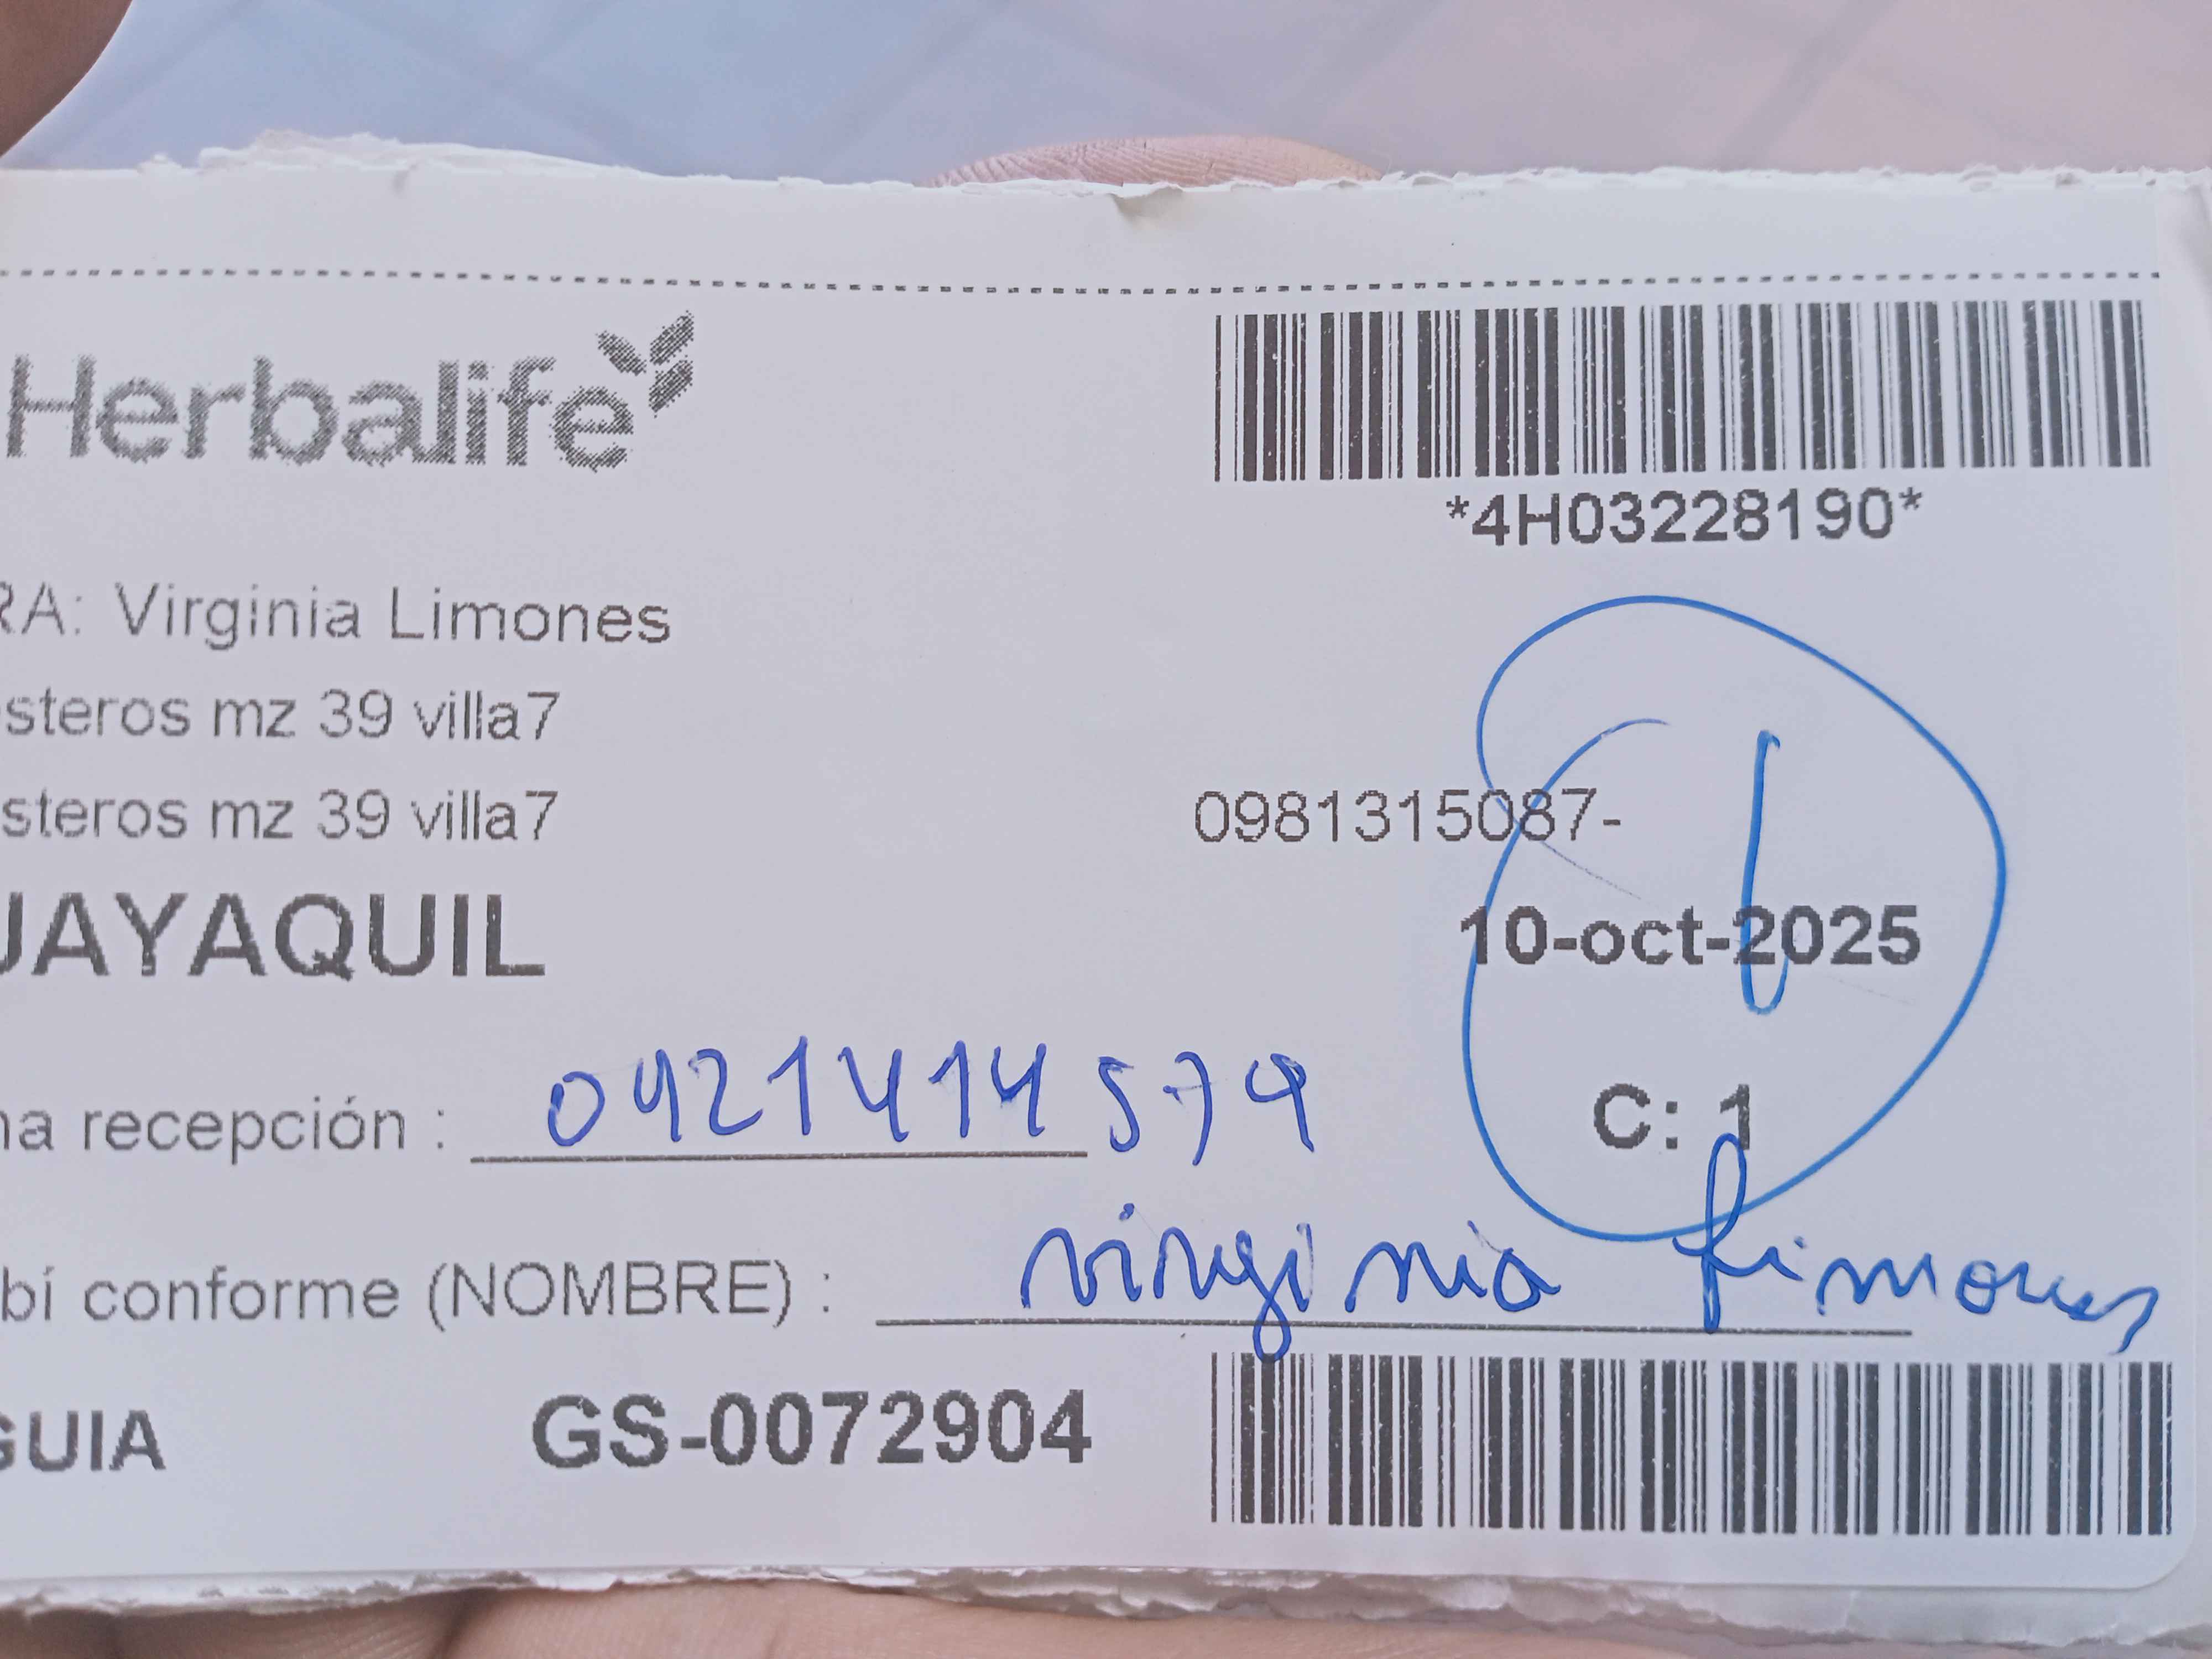 Herbalife
*4H03228190*
RA: Virginia Limones
steros mz 39 villa7
steros mz 39 villa7 0981315087-
UAYAQUIL 10-oct-2025
C: 1
na recepción : 0921414579
bí conforme (NOMBRE) : virginia Limones
GUIA GS-0072904